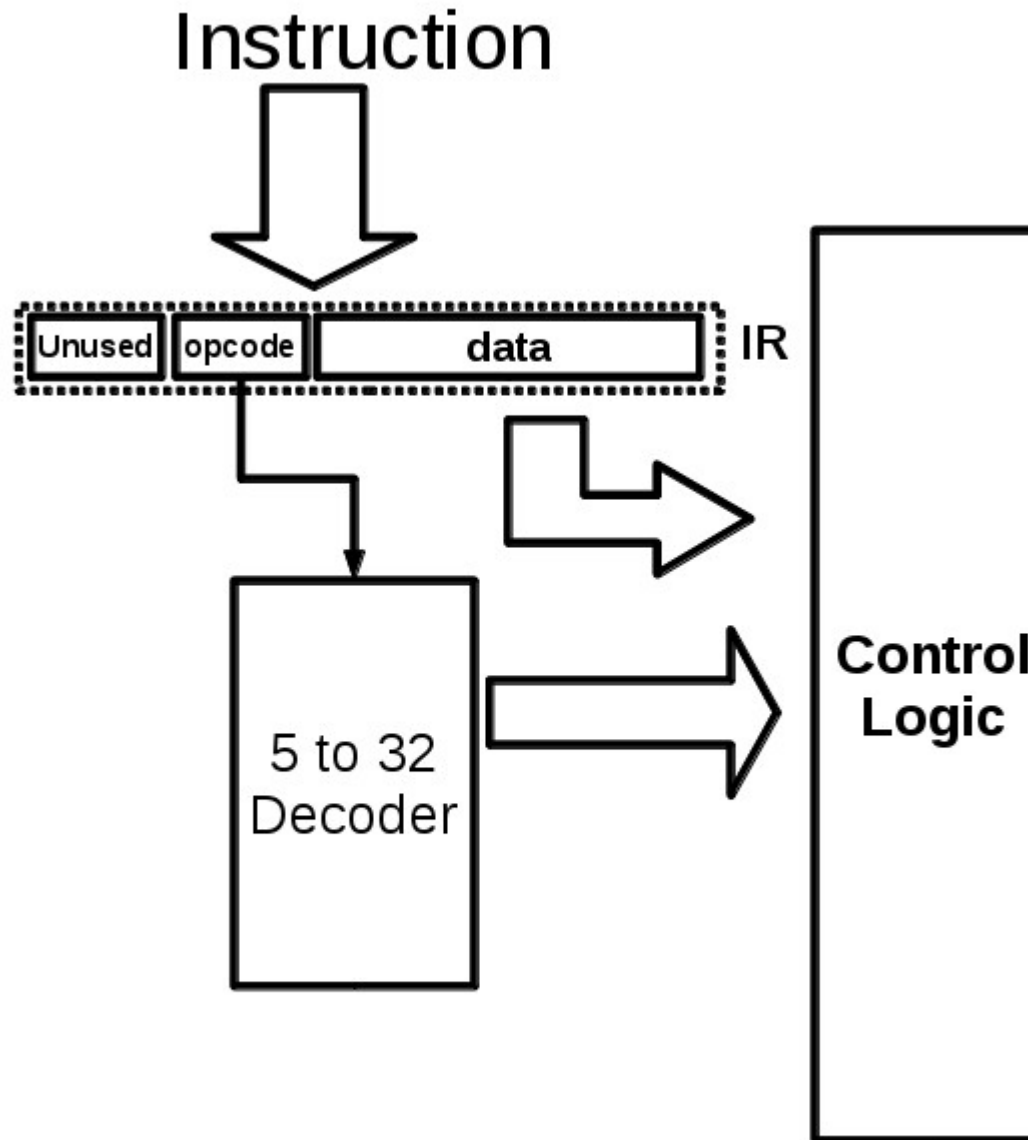 Instruction
Unused opcode data IR
Control
Logic
5 to 32
Decoder